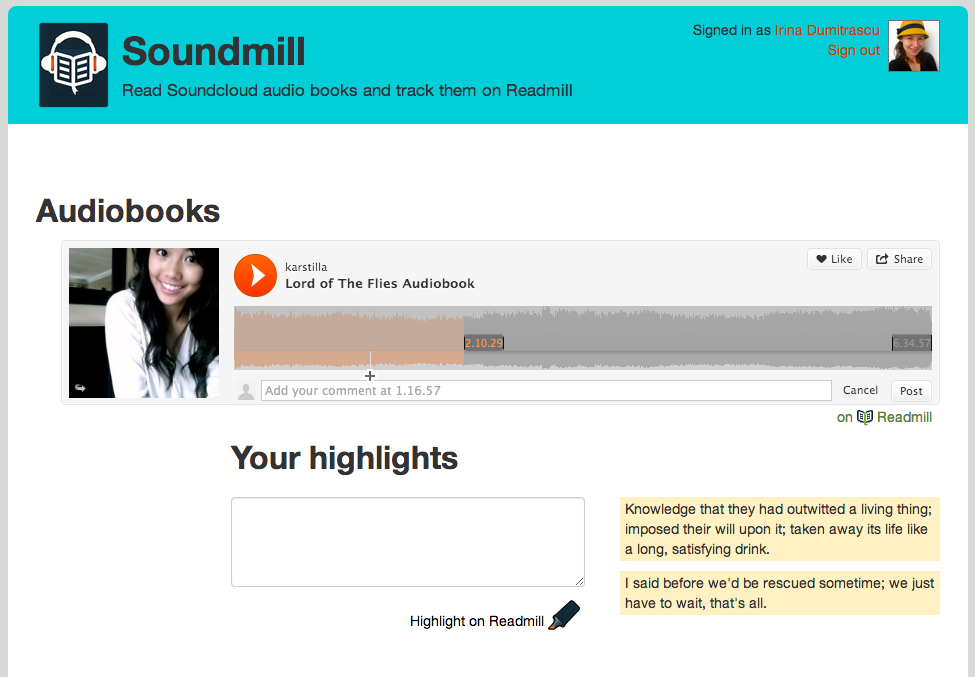 Soundmill
Read Soundcloud audio books and track them on Readmill
Signed in as Irina Dumitrascu
Sign out
Audiobooks
karstilla
Lord of The Flies Audiobook
Like
Share
2.10.29
6.34.57
Add your comment at 1.16.57
Cancel
Post
on Readmill
Your highlights
Highlight on Readmill
Knowledge that they had outwitted a living thing;
imposed their will upon it; taken away its life like
a long, satisfying drink.
I said before we'd be rescued sometime; we just
have to wait, that's all.